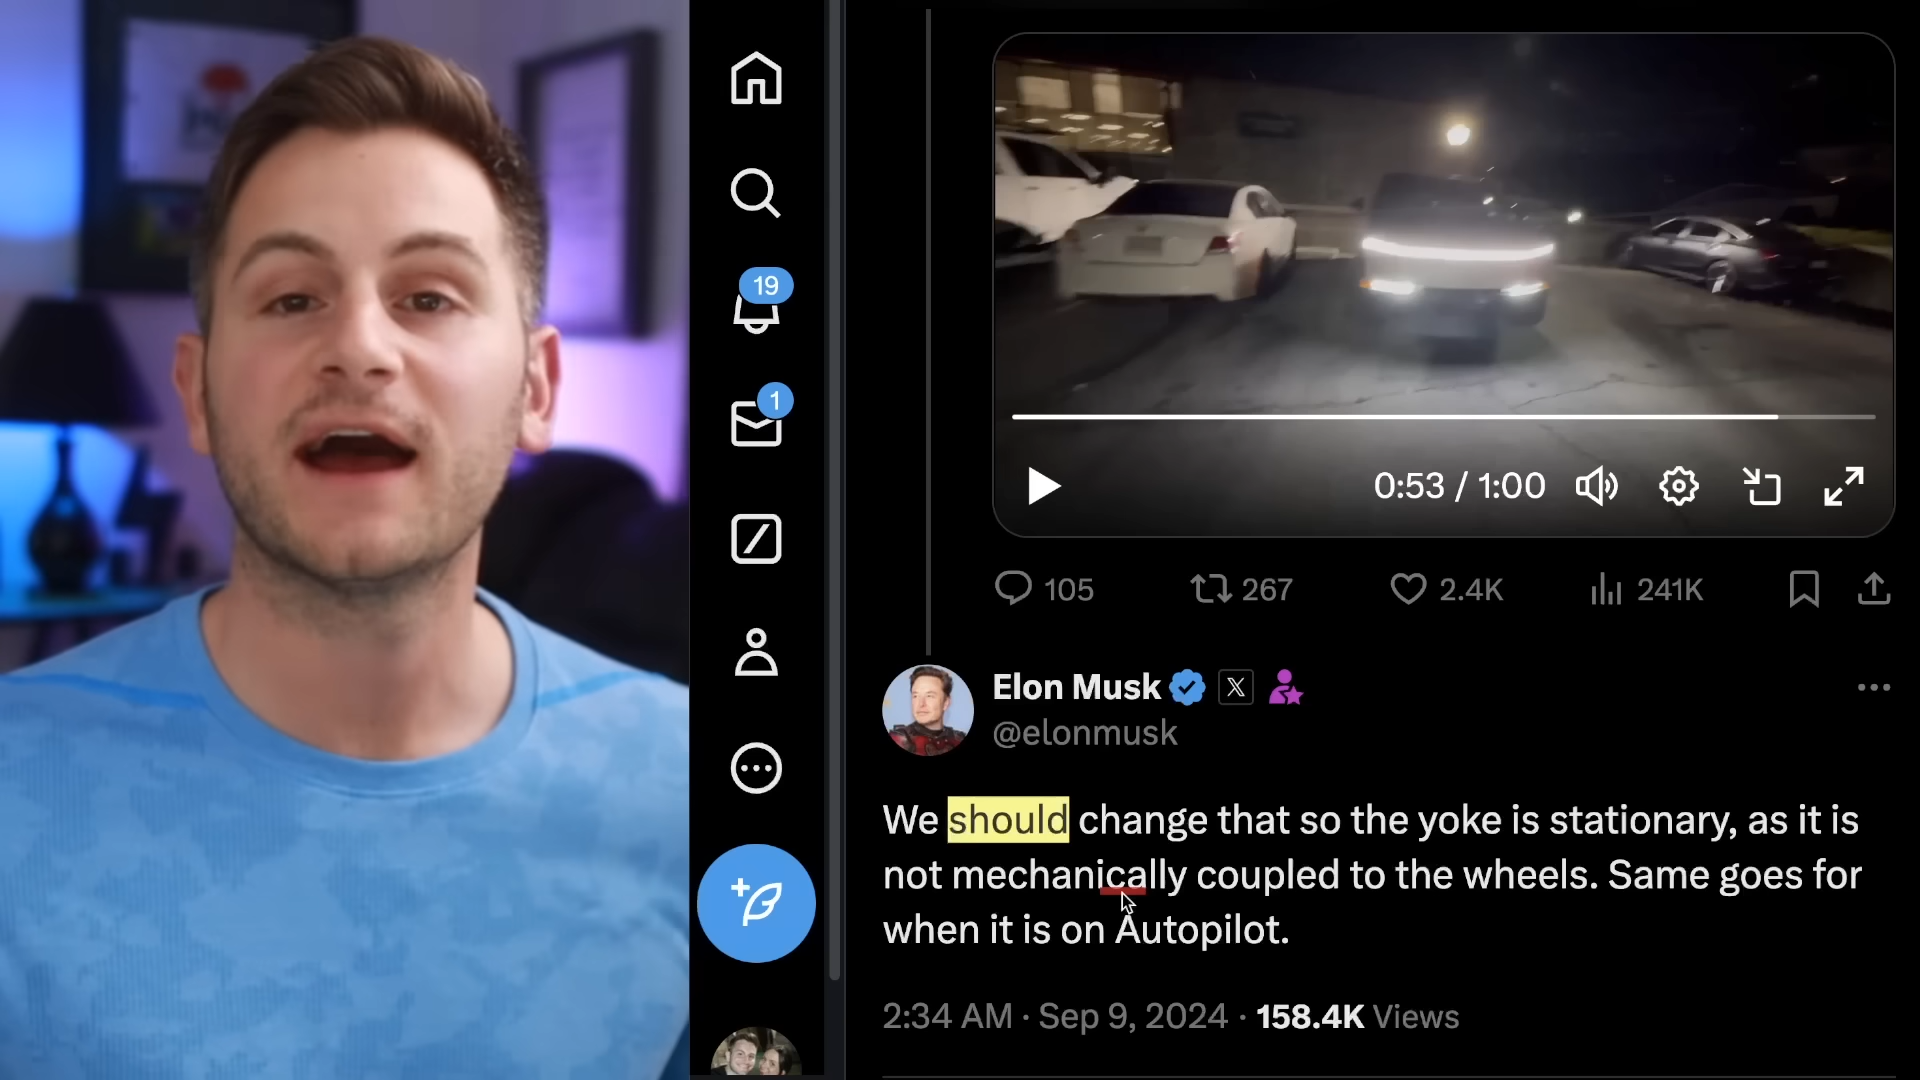 19
1
0:53 / 1:00
105
267
2.4K
241K
Elon Musk
@elonmusk
We should change that so the yoke is stationary, as it is
not mechanically coupled to the wheels. Same goes for
when it is on Autopilot.
2:34 AM · Sep 9, 2024 · 158.4K Views